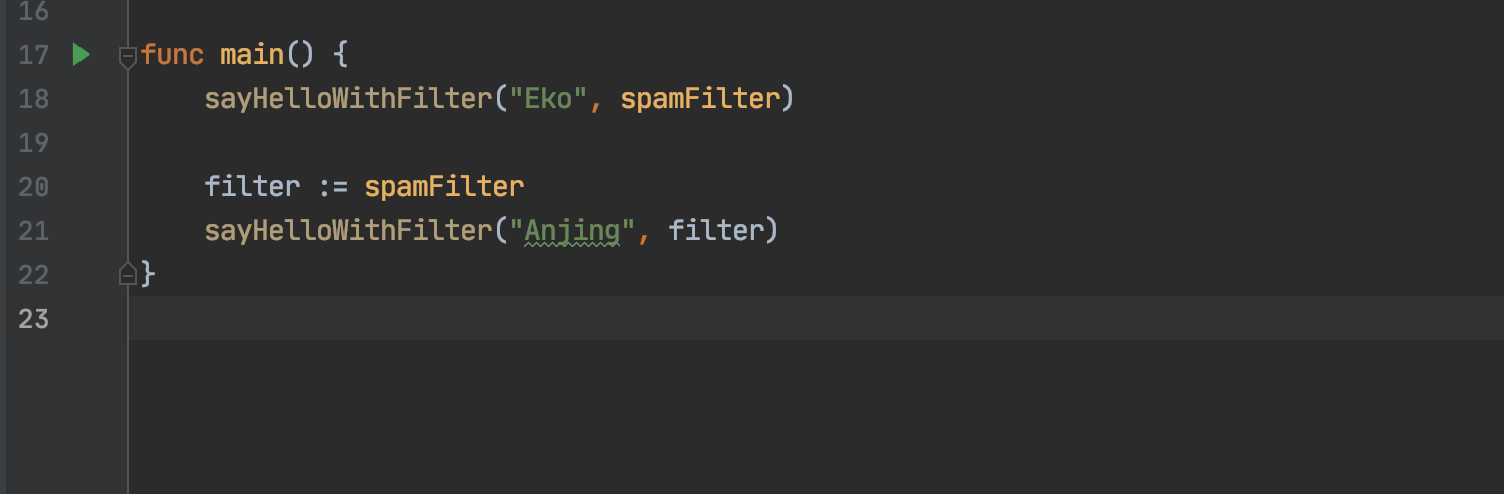 16
17 func main() {
18 sayHelloWithFilter("Eko", spamFilter)
19
20 filter := spamFilter
21 sayHelloWithFilter("Anjing", filter)
22 }
23